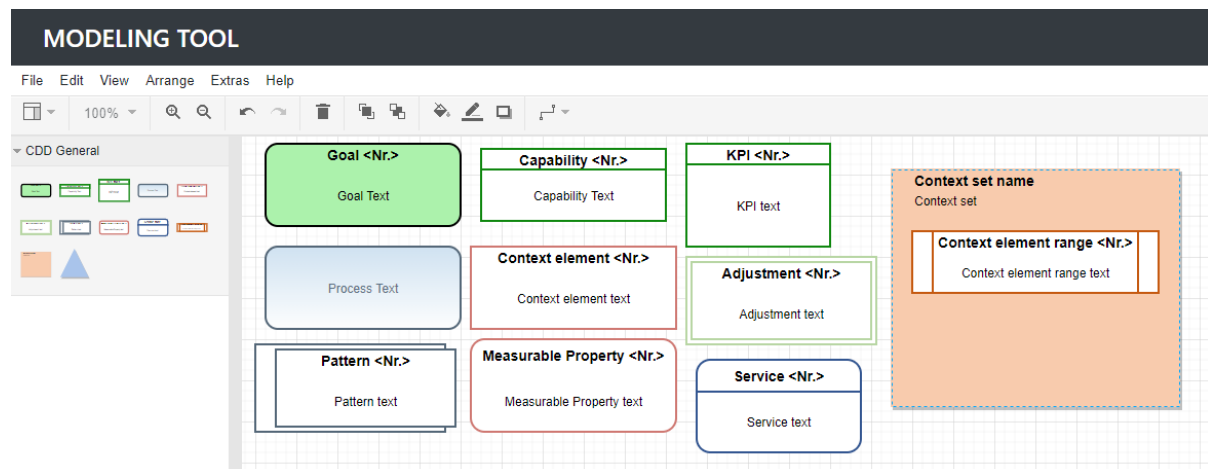 MODELING TOOL
File Edit View Arrange Extras Help
100%
CDD General
Goal <Nr.>
Goal Text
Capability <Nr.>
Capability Text
KPI <Nr.>
KPI text
Context set name
Context set
Context element range <Nr.>
Context element range text
Process Text
Context element <Nr.>
Context element text
Adjustment <Nr.>
Adjustment text
Pattern <Nr.>
Pattern text
Measurable Property <Nr.>
Measurable Property text
Service <Nr.>
Service text